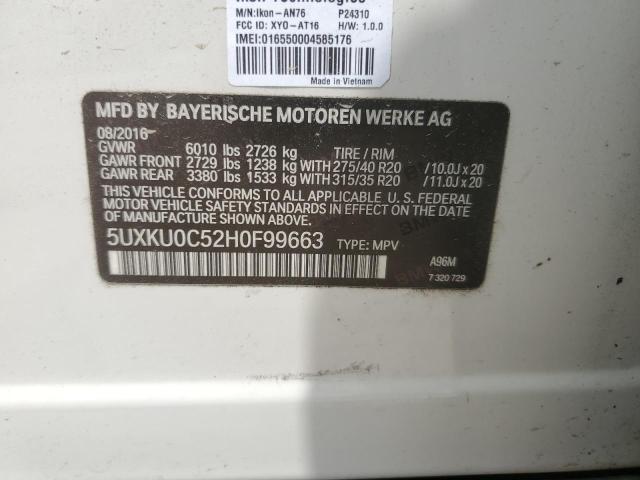 M/N:Ikon-AN76 P24310
FCC ID: XYO-AT16 H/W: 1.0.0
IMEI:016550004585176
Made in Vietnam
MFD BY BAYERISCHE MOTOREN WERKE AG
08/2016
GVWR 6010 lbs 2726 kg TIRE / RIM
GAWR FRONT 2729 lbs 1238 kg WITH 275/40 R20 /10.0J x 20
GAWR REAR 3380 lbs 1533 kg WITH 315/35 R20 /11.0J x 20
THIS VEHICLE CONFORMS TO ALL APPLICABLE U. S. FEDERAL
MOTOR VEHICLE SAFETY STANDARDS IN EFFECT ON THE
DATE OF MANUFACTURE SHOWN ABOVE.
5UXKU0C52H0F99663 TYPE: MPV
A96M
7 320 729